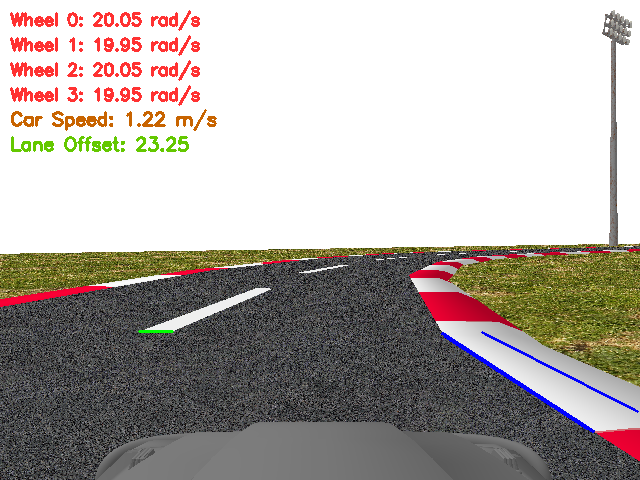 Wheel 0: 20.05 rad/s
Wheel 1: 19.95 rad/s
Wheel 2: 20.05 rad/s
Wheel 3: 19.95 rad/s
Car Speed: 1.22 m/s
Lane Offset: 23.25